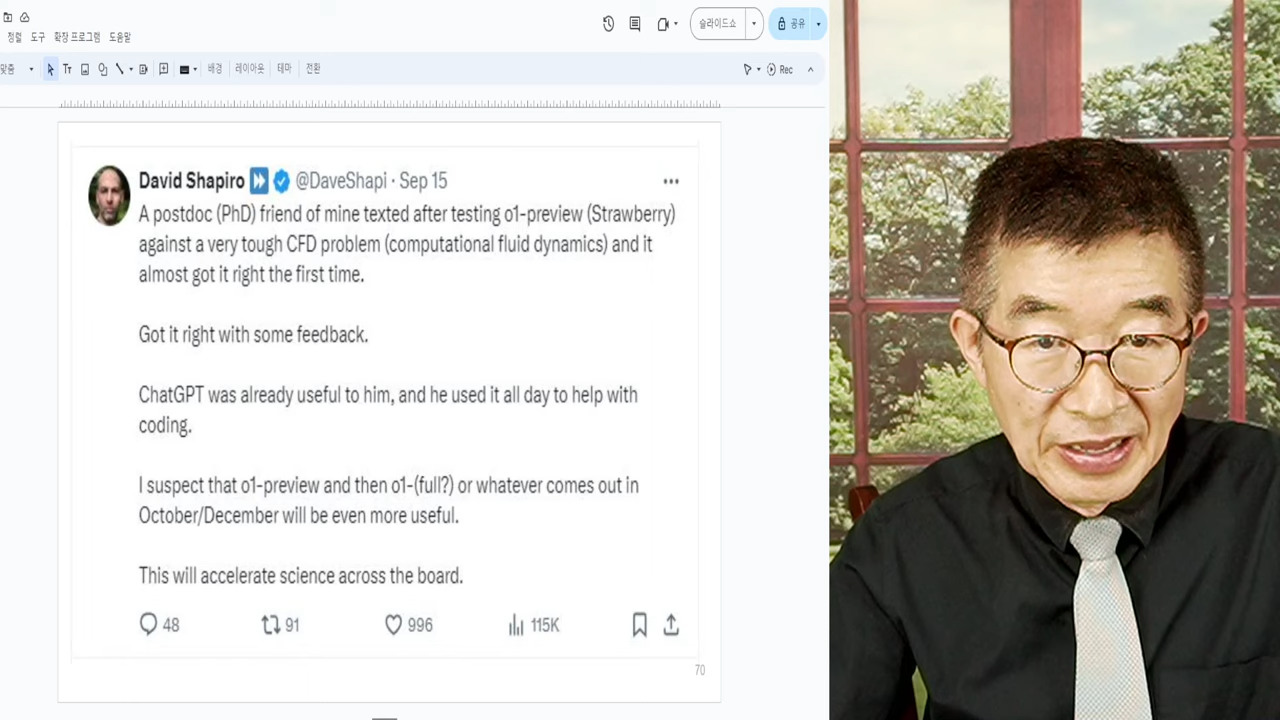 정렬 도구 확장 프로그램 도움말
슬라이드쇼
공유
맞춤
배경 레이아웃 테마 전환
Rec
David Shapiro @DaveShapi · Sep 15
A postdoc (PhD) friend of mine texted after testing o1-preview (Strawberry)
against a very tough CFD problem (computational fluid dynamics) and it
almost got it right the first time.
Got it right with some feedback.
ChatGPT was already useful to him, and he used it all day to help with
coding.
I suspect that o1-preview and then o1-(full?) or whatever comes out in
October/December will be even more useful.
This will accelerate science across the board.
48 91 996 115K
70